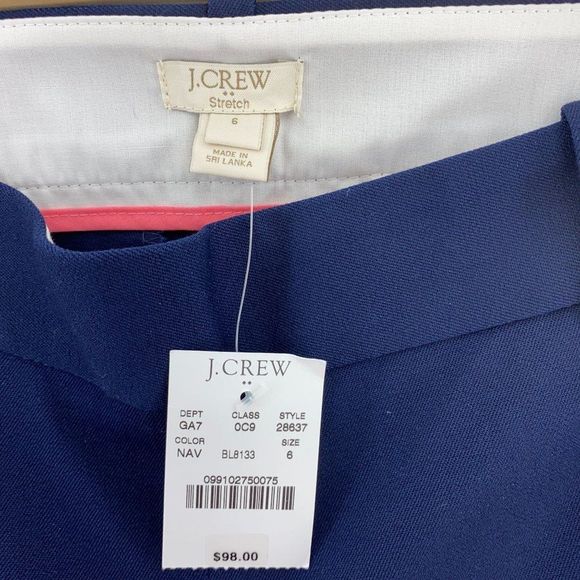 J.CREW
Stretch
6
MADE IN
SRI LANKA
J.CREW
DEPT CLASS STYLE
GA7 0C9 28637
COLOR SIZE
NAV BL8133 6
099102750075
$98.00